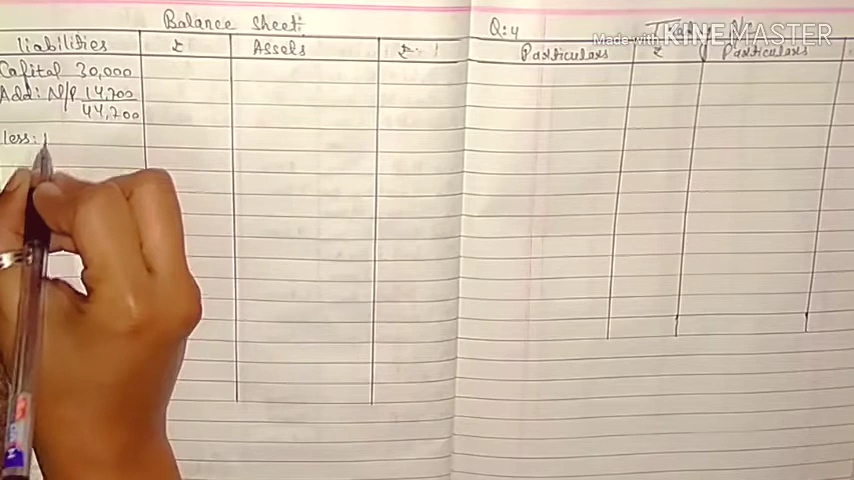 Balance Sheet:
liabilities ₹ Assets ₹
Capital 30,000
Add: N/P 14,700
44,700
less:
Q:4
Particulars ₹ Particulars
Made with KINEMASTER